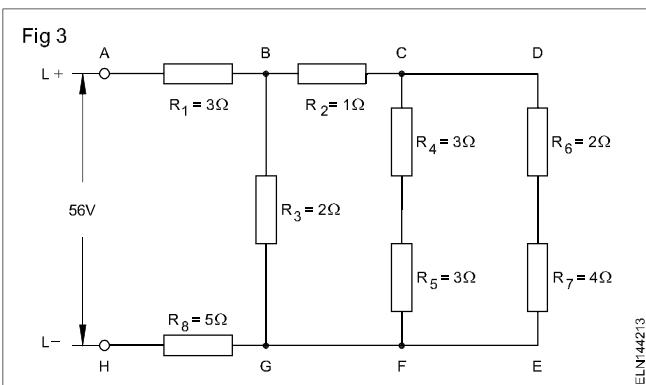 Fig 3
A B C D
L +
R1 = 3Ω R2 = 1Ω
R4 = 3Ω R6 = 2Ω
56V
R3 = 2Ω
R5 = 3Ω R7 = 4Ω
R8 = 5Ω
L−
H G F E
ELN144213